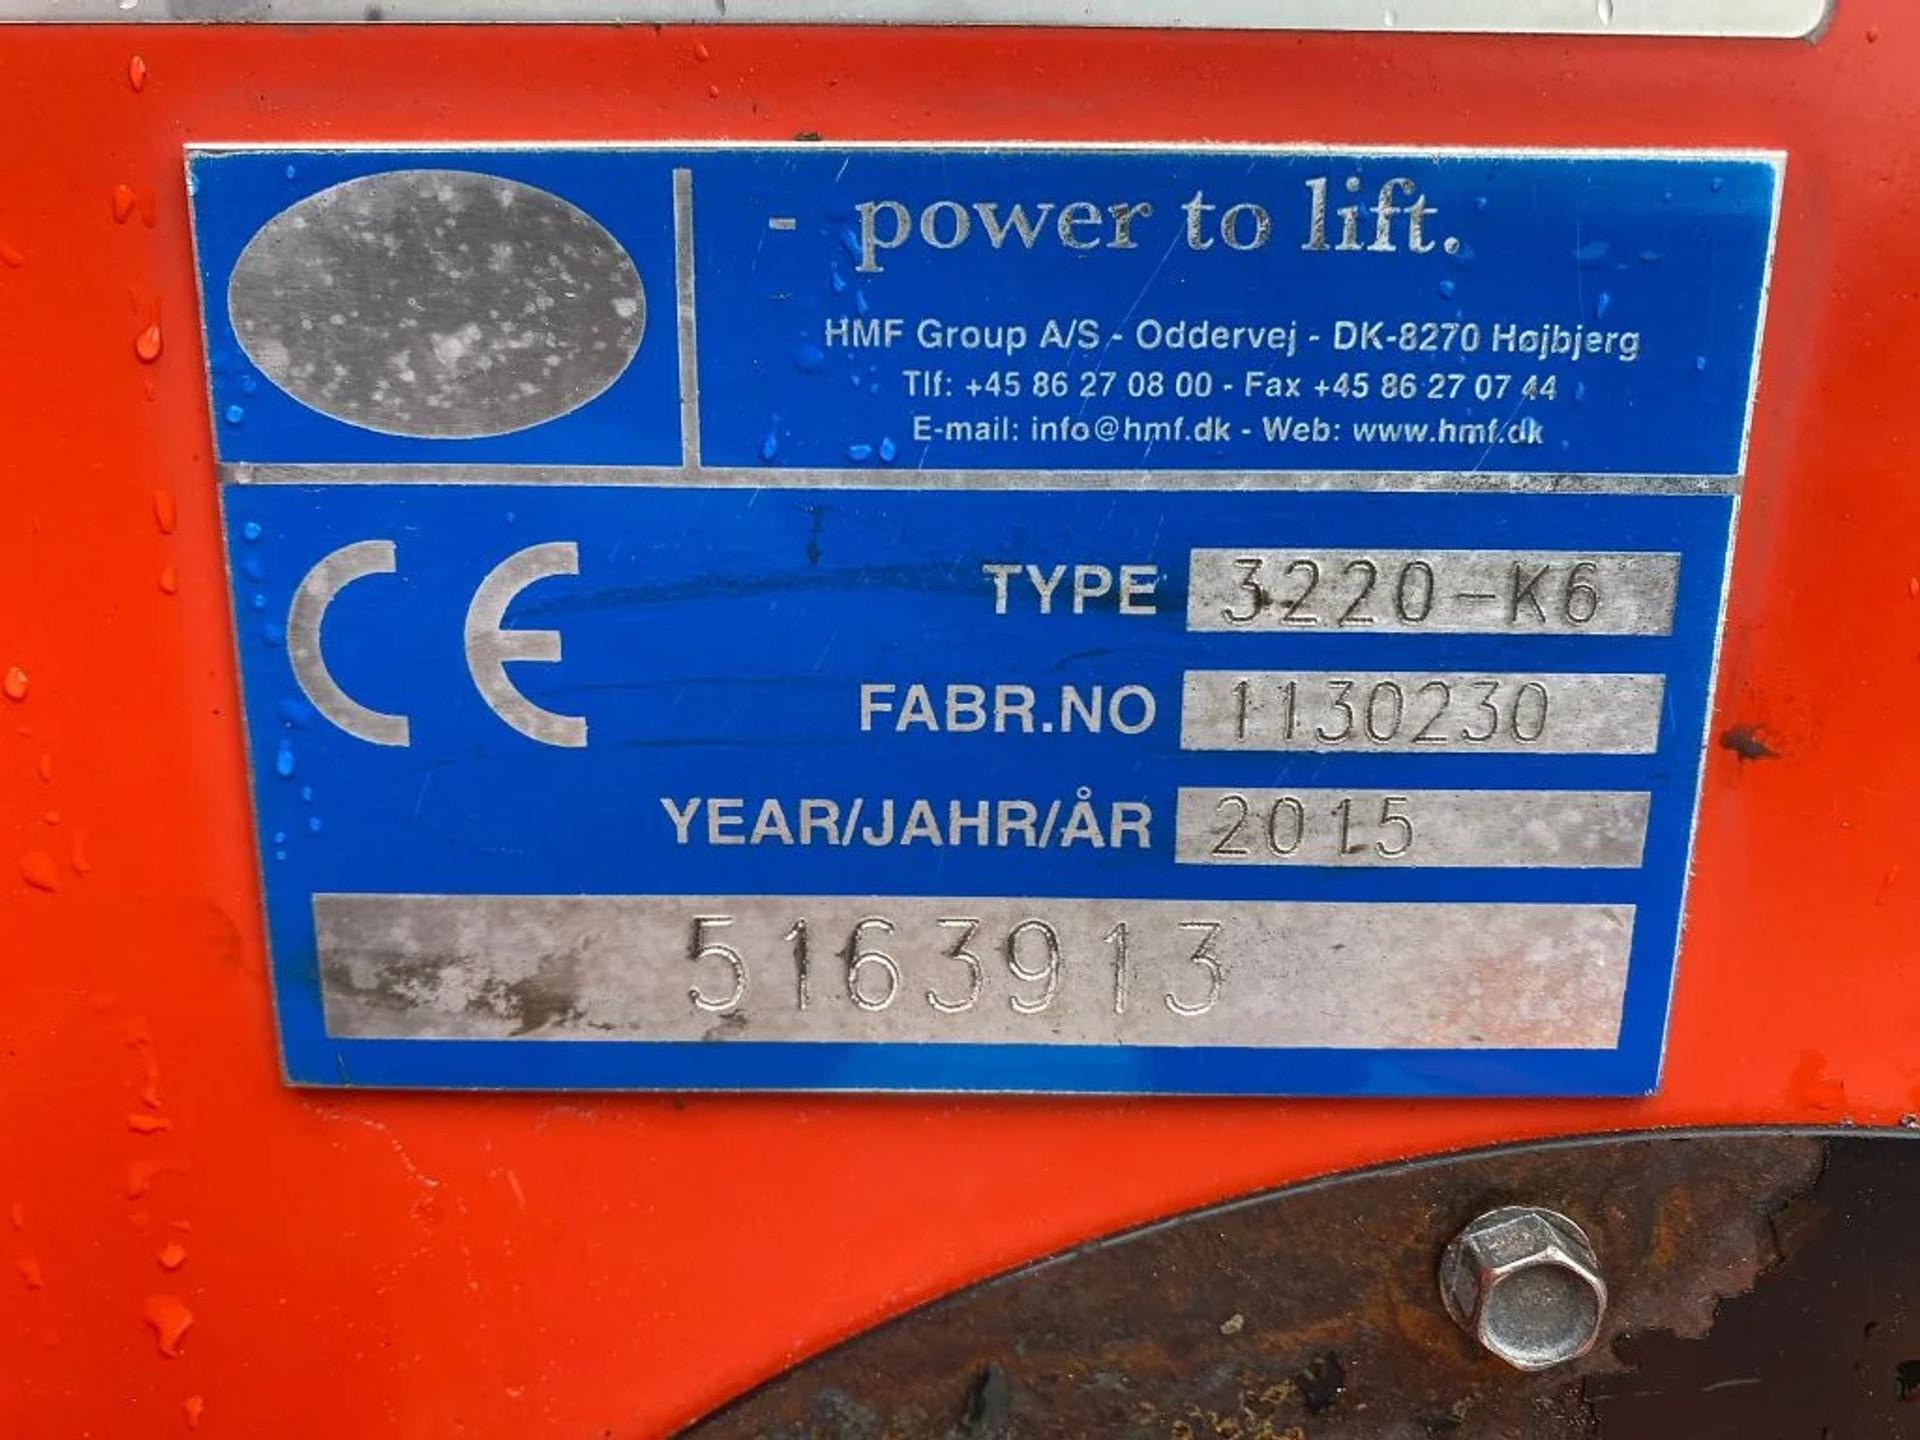 - power to lift.
HMF Group A/S - Oddervej - DK-8270 Højbjerg
Tlf: +45 86 27 08 00 - Fax +45 86 27 07 44
E-mail: info@hmf.dk - Web: www.hmf.dk
CE
TYPE 3220-K6
FABR.NO 1130230
YEAR/JAHR/ÅR 2015
5163913